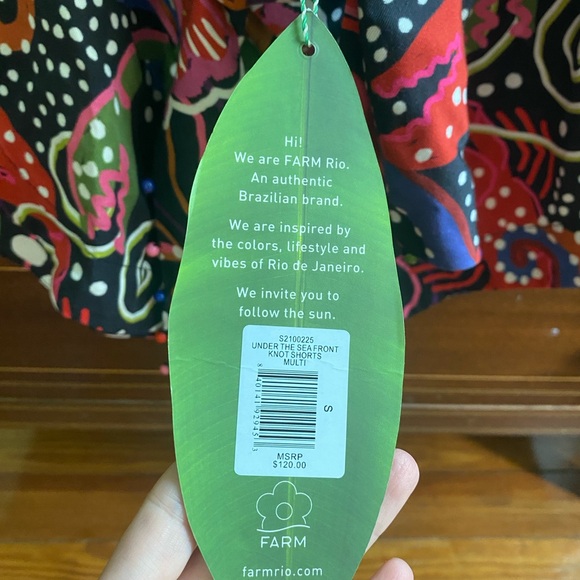 Hi!
We are FARM Rio.
An authentic
Brazilian brand.
We are inspired by
the colors, lifestyle and
vibes of Rio de Janeiro.
We invite you to
follow the sun.
S2100225
UNDER THE SEA FRONT
KNOT SHORTS
MULTI
S
MSRP
$120.00
FARM
farmrio.com